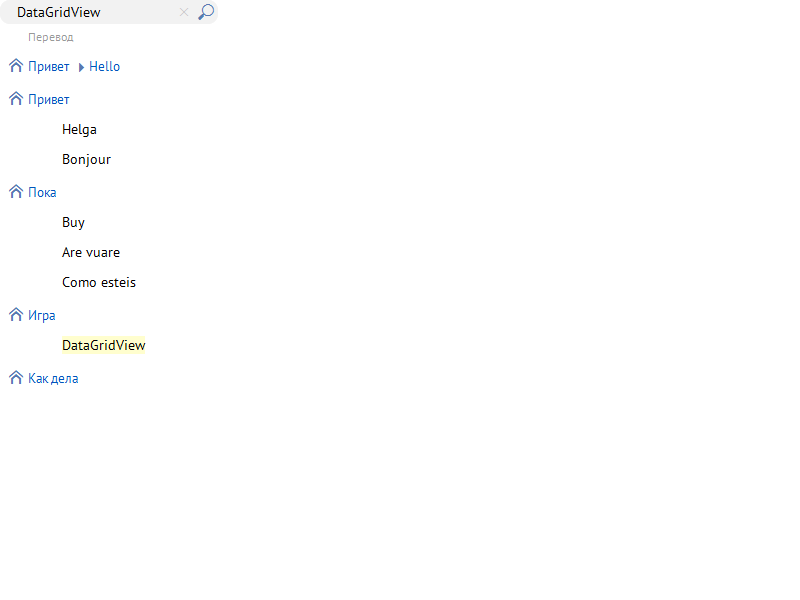 DataGridView
Перевод
Привет Hello
Привет
Helga
Bonjour
Пока
Buy
Are vuare
Como esteis
Игра
DataGridView
Как дела